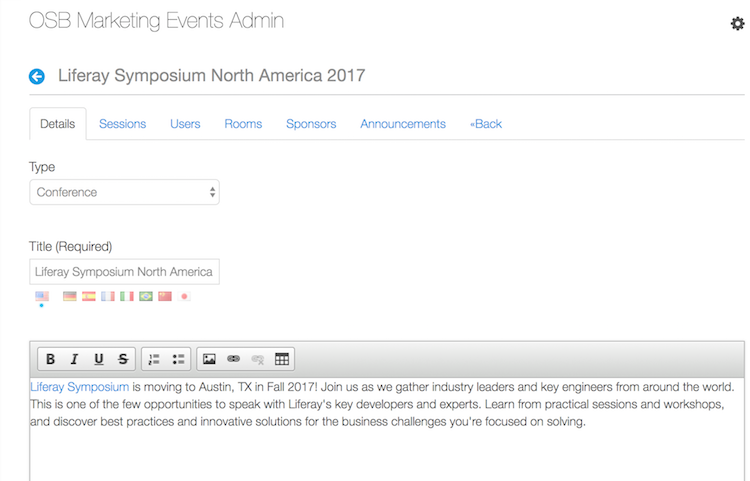 OSB Marketing Events Admin
Liferay Symposium North America 2017
Details Sessions Users Rooms Sponsors Announcements «Back
Type
Conference
Title (Required)
Liferay Symposium North America
B I U S
Liferay Symposium is moving to Austin, TX in Fall 2017! Join us as we gather industry leaders and key engineers from around the world.
This is one of the few opportunities to speak with Liferay's key developers and experts. Learn from practical sessions and workshops,
and discover best practices and innovative solutions for the business challenges you're focused on solving.